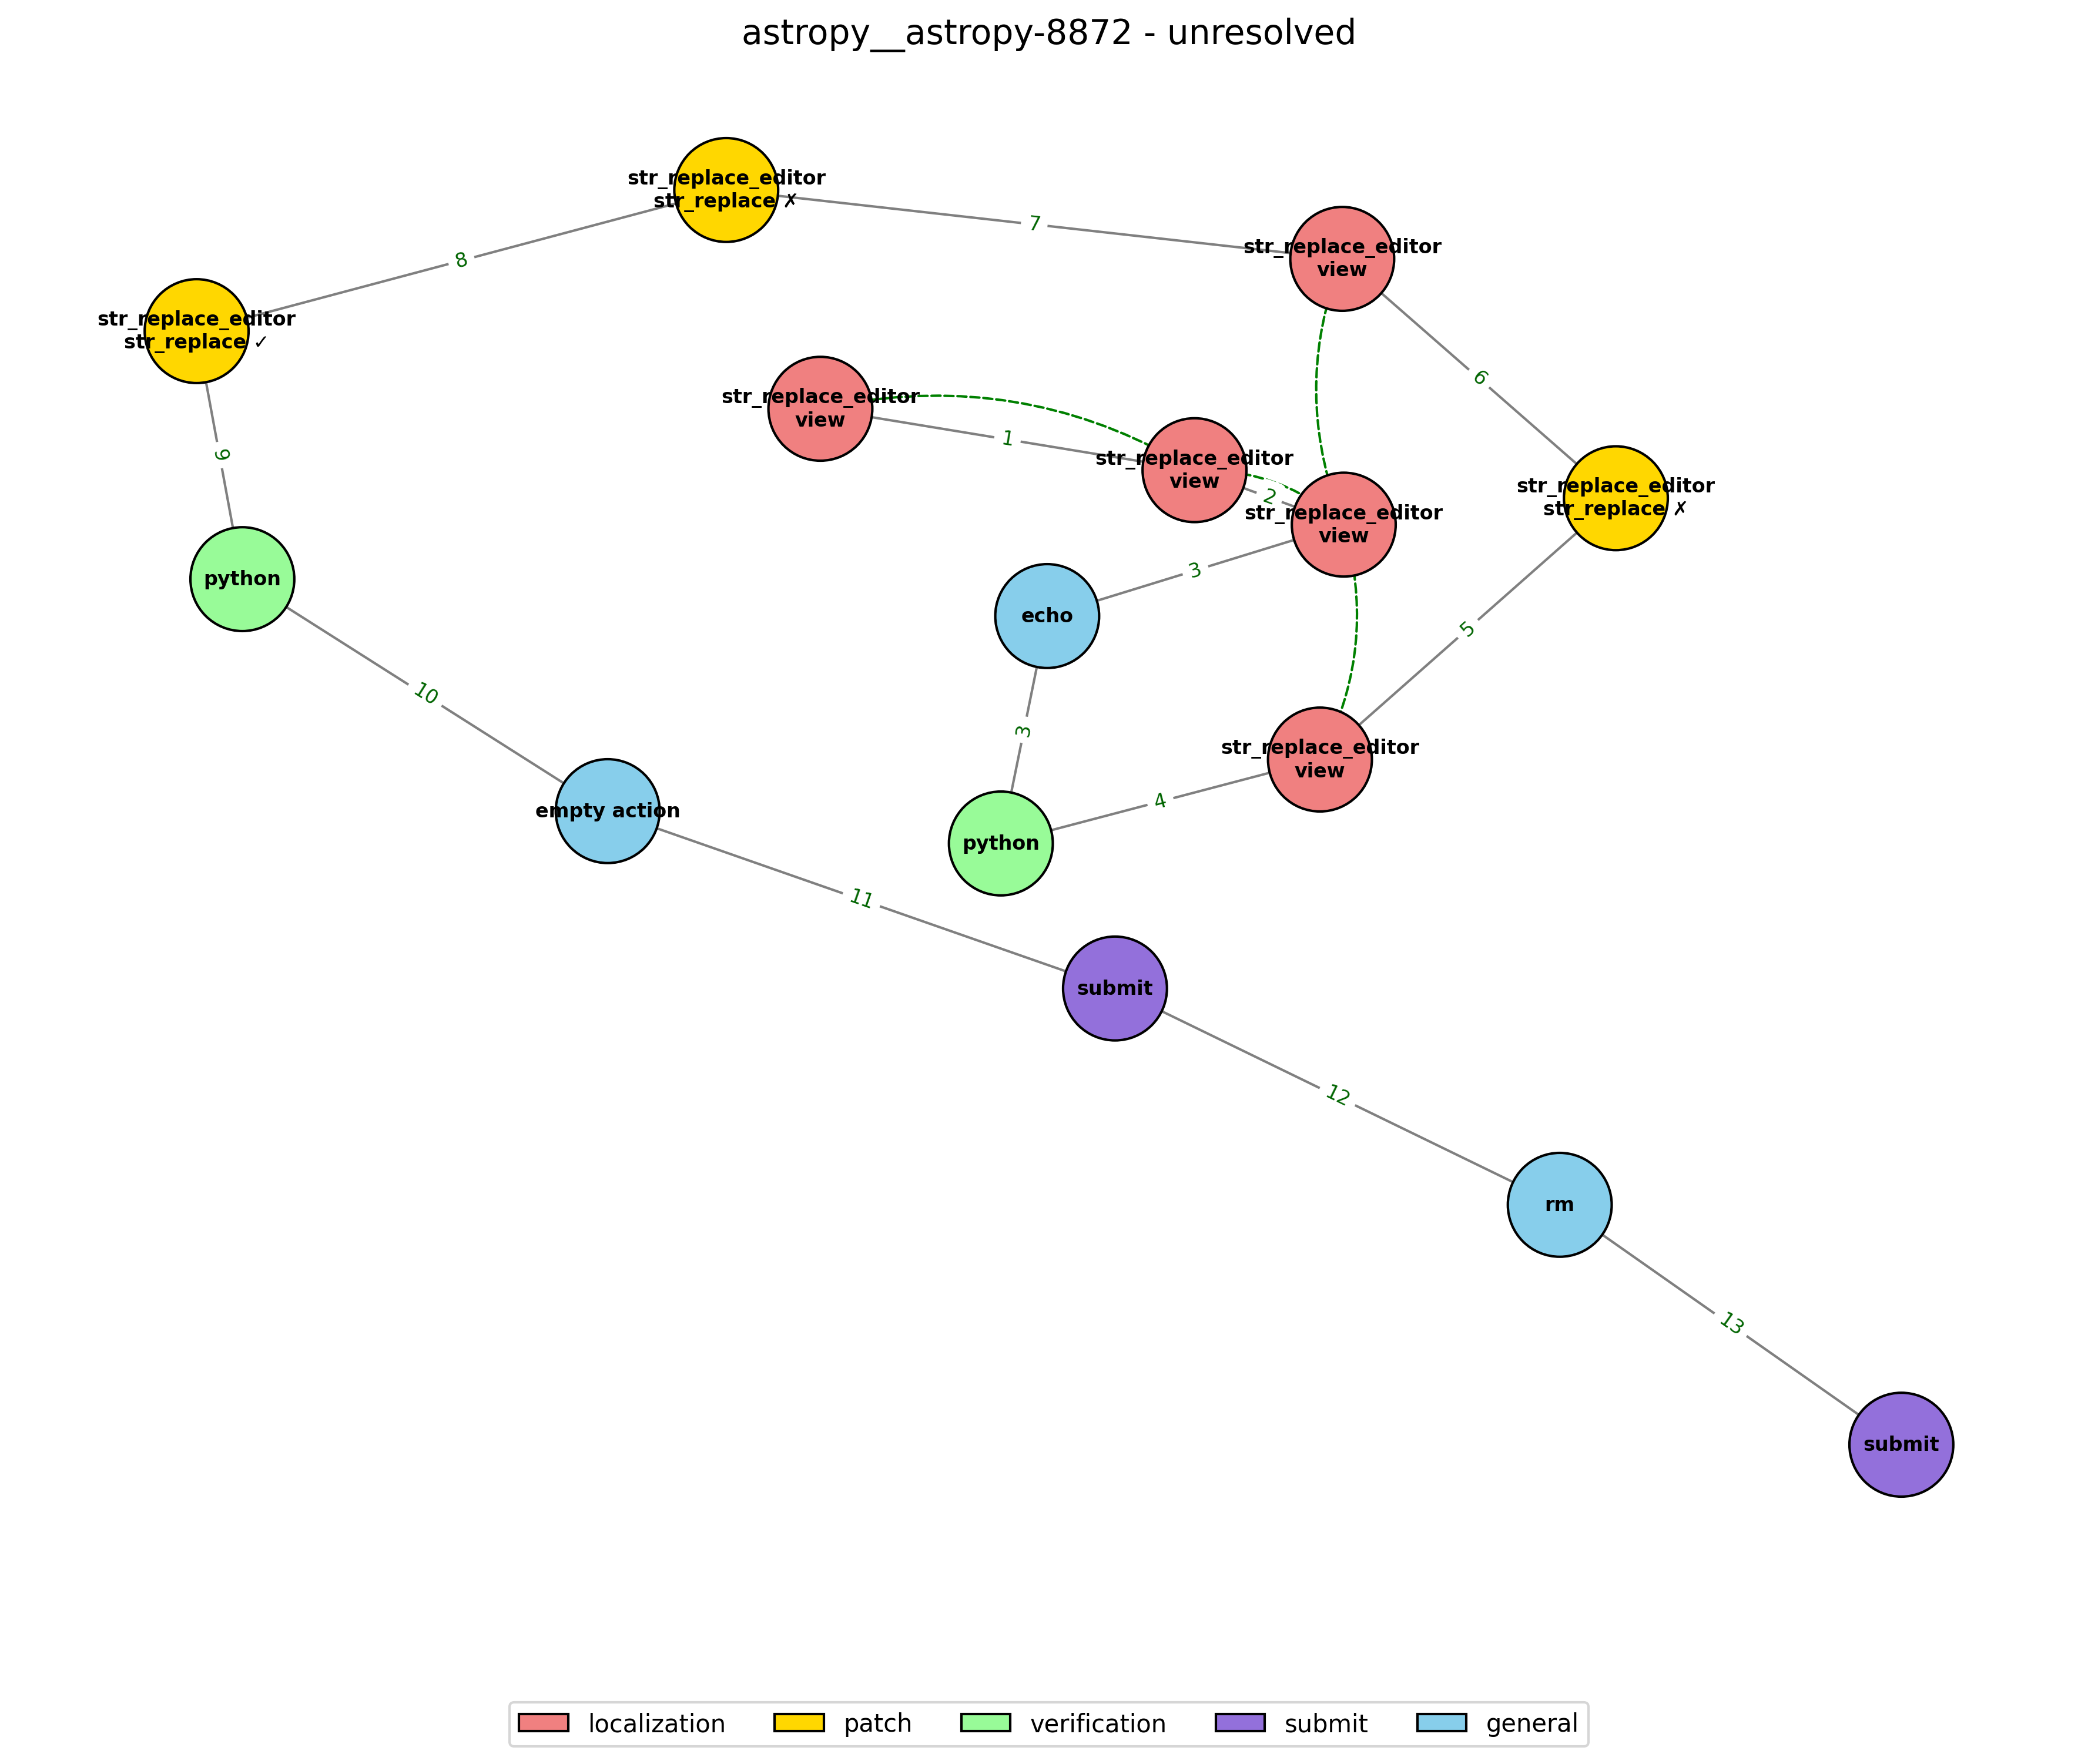 astropy__astropy-8872 - unresolved
str_replace_editor
str_replace ✗
7
str_replace_editor
view
8
str_replace_editor
str_replace ✓
6
str_replace_editor
view
1
str_replace_editor
view
2
str_replace_editor
view
str_replace_editor
str_replace ✗
9
python
3
echo
5
3
str_replace_editor
view
4
python
10
empty action
11
submit
12
rm
13
submit
localization
patch
verification
submit
general